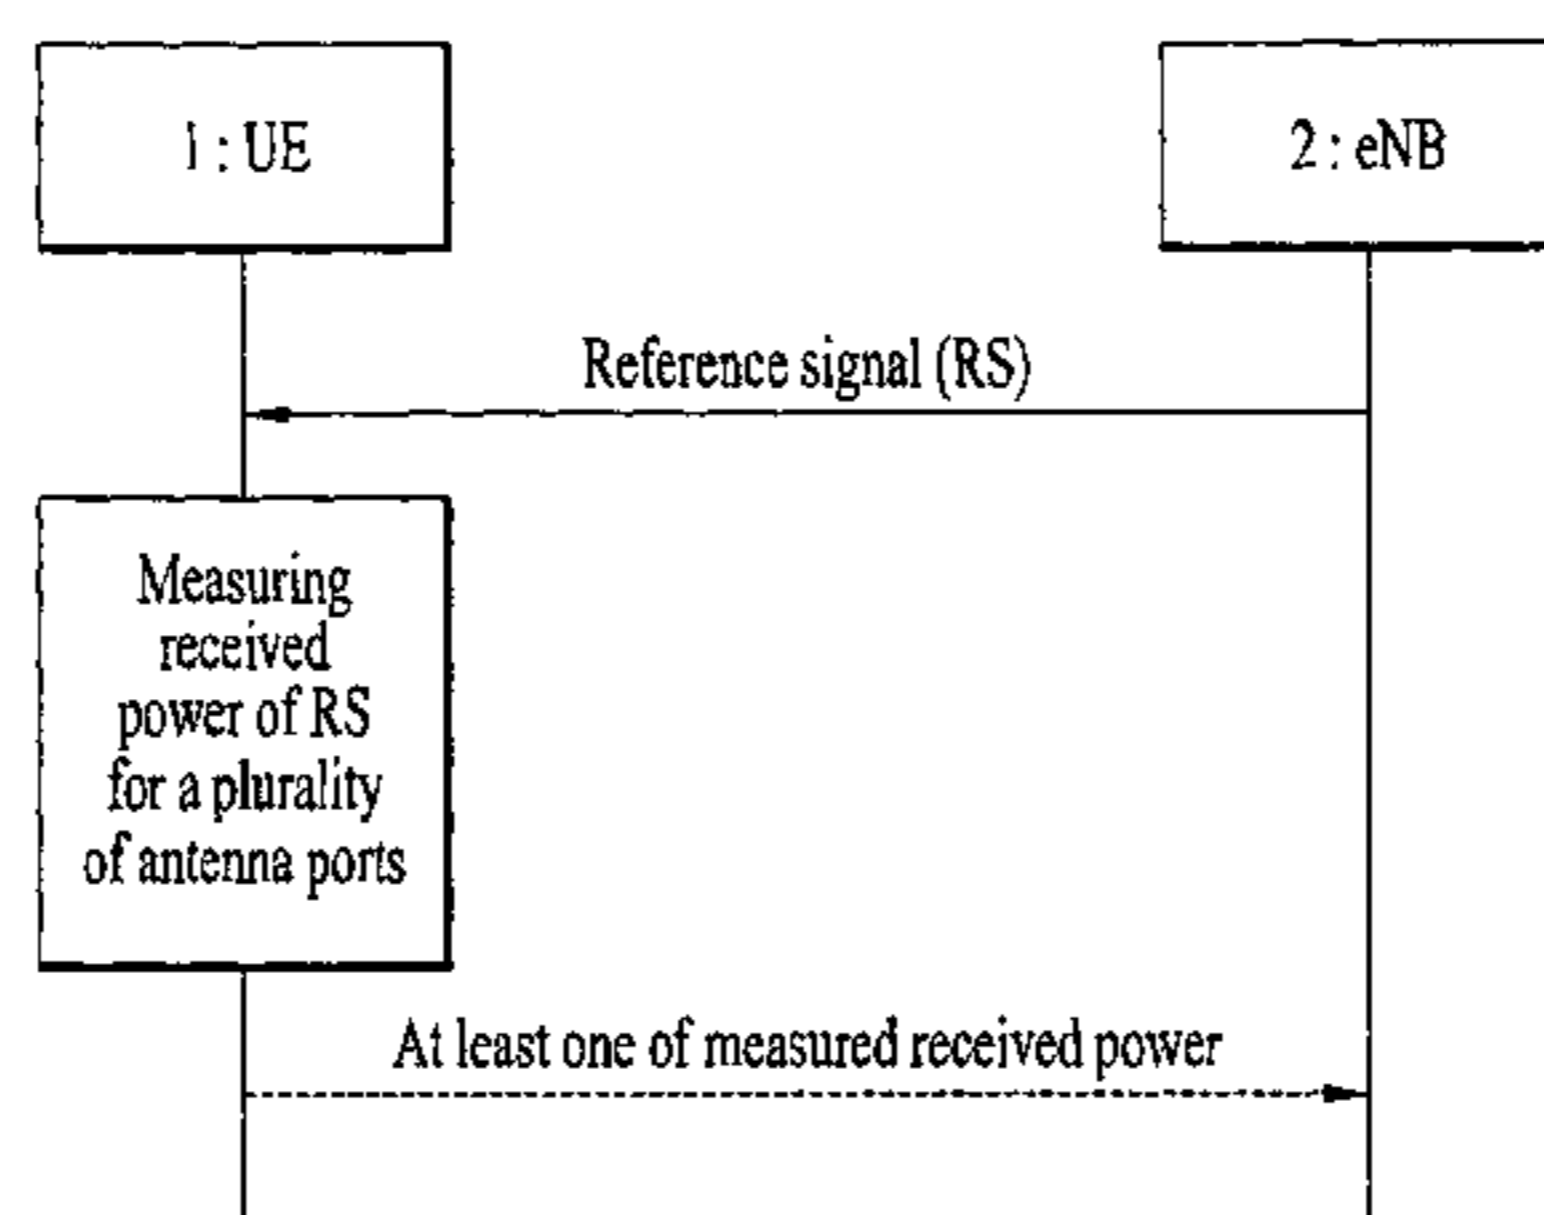 1 : UE
2 : eNB
Reference signal (RS)
Measuring
received
power of RS
for a plurality
of antenna ports
At least one of measured received power